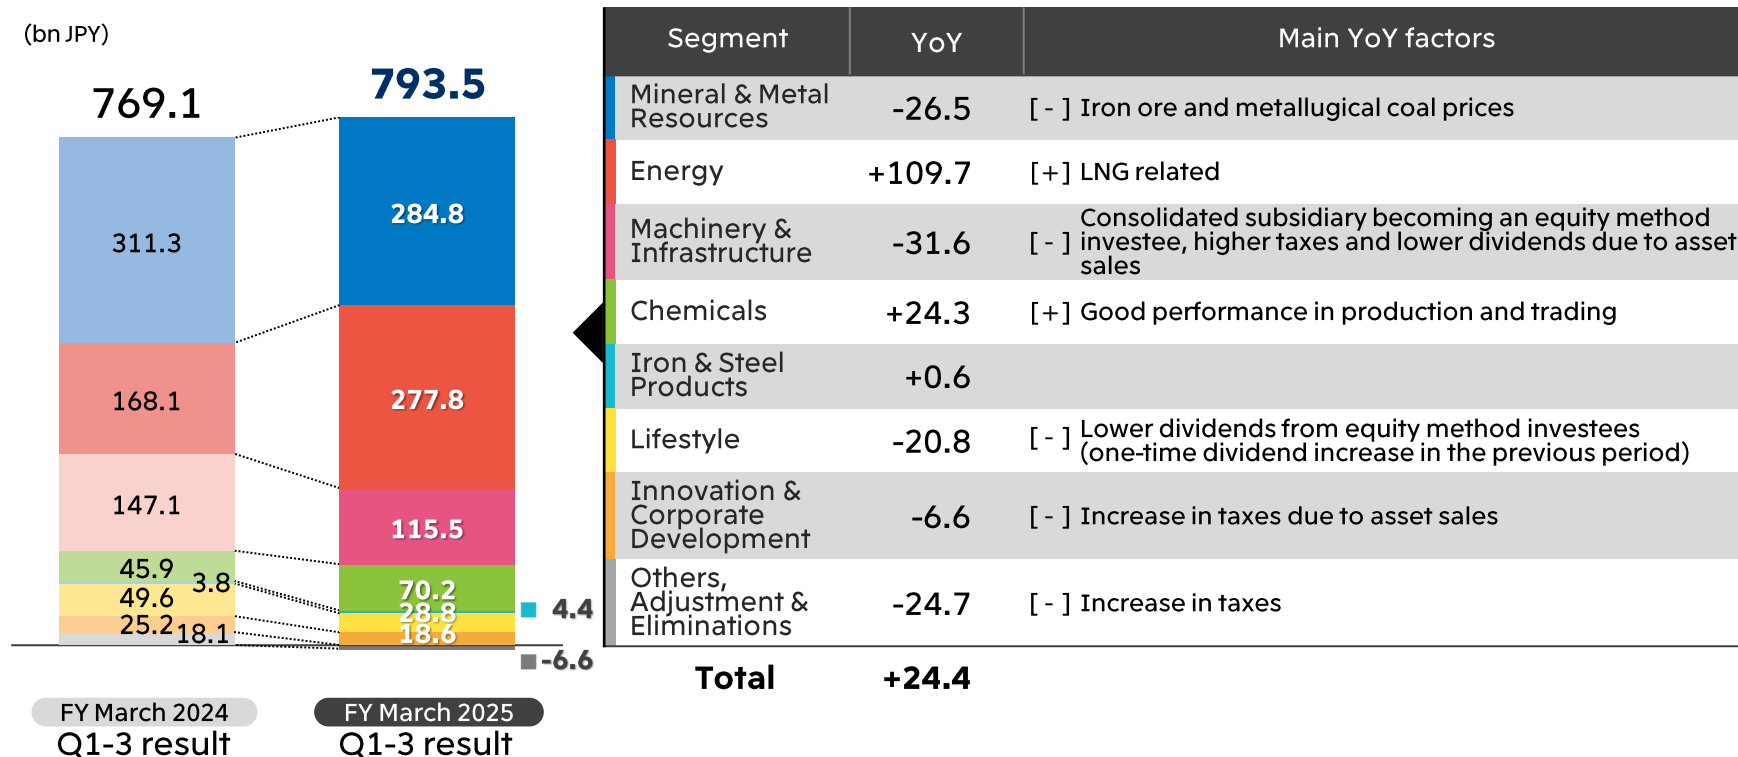 (bn JPY)
769.1
793.5
311.3
168.1
147.1
45.9
3.8
49.6
25.2
18.1
284.8
277.8
115.5
70.2
28.8
18.6
4.4
-6.6
FY March 2024
Q1-3 result
FY March 2025
Q1-3 result
Segment YoY Main YoY factors
Mineral & Metal
Resources
-26.5
[-] Iron ore and metallugical coal prices
Energy
+109.7
[+] LNG related
Machinery &
Infrastructure
-31.6
[-]
Consolidated subsidiary becoming an equity method
investee, higher taxes and lower dividends due to asset
sales
Chemicals
+24.3
[+] Good performance in production and trading
Iron & Steel
Products
+0.6
Lifestyle
-20.8
[-]
Lower dividends from equity method investees
(one-time dividend increase in the previous period)
Innovation &
Corporate
Development
-6.6
[-] Increase in taxes due to asset sales
Others,
Adjustment &
Eliminations
-24.7
[-] Increase in taxes
Total
+24.4